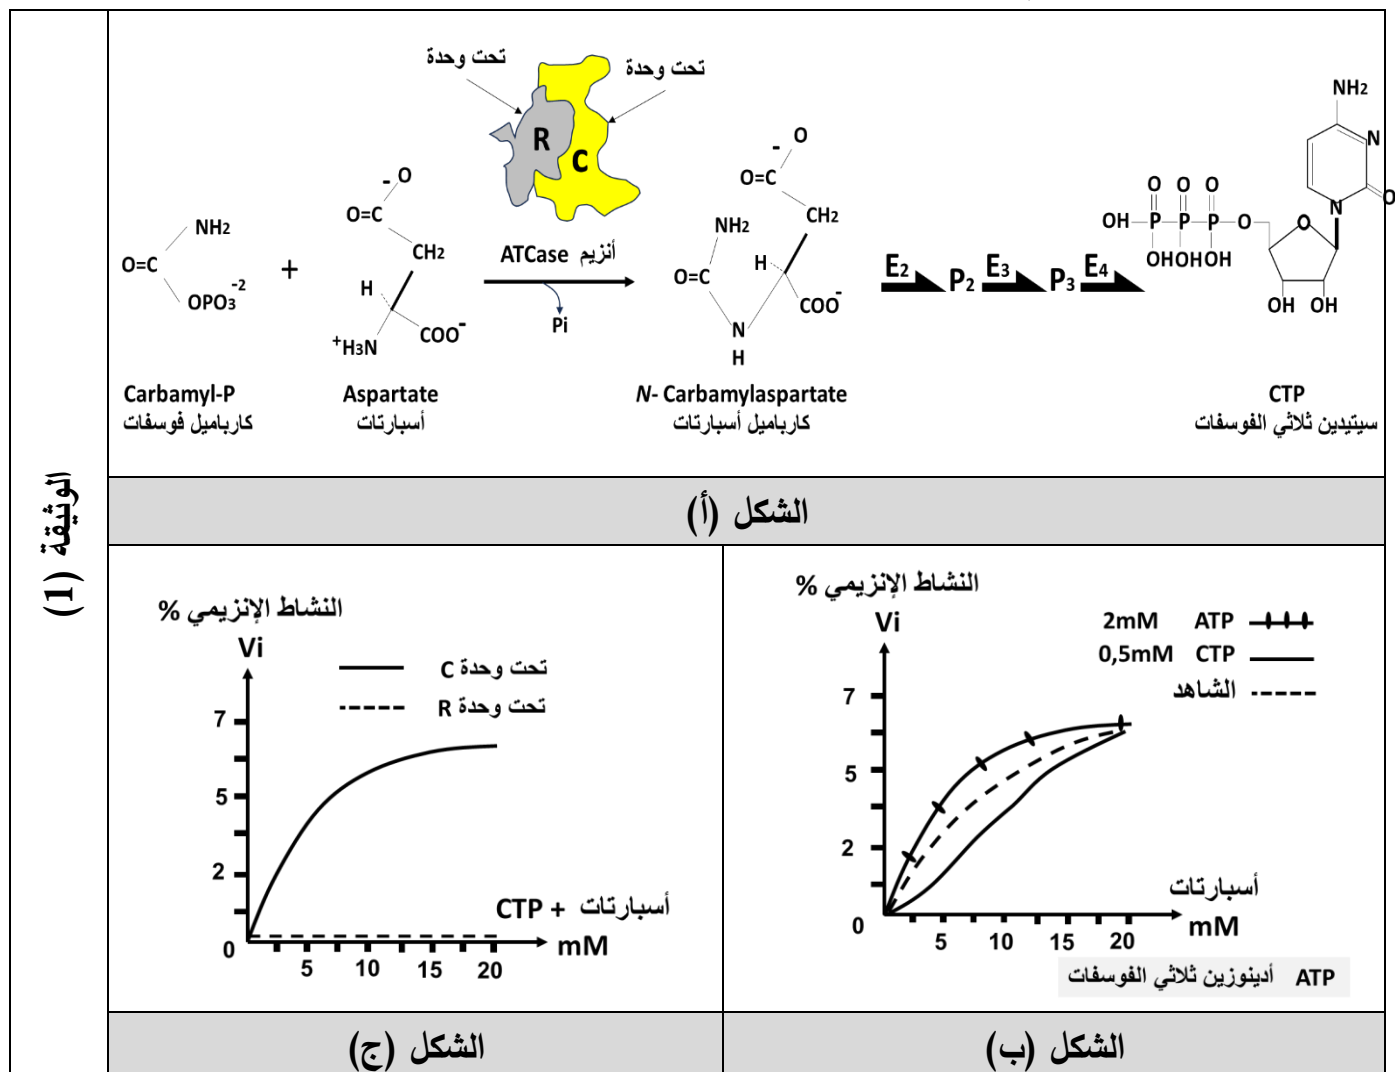 الوثيقة (1)
تحت وحدة
تحت وحدة
R
C
NH2
O=C
OPO3-2
+
O
-
O=C
CH2
H
+H3N
COO-
أنزيم ATCase
Pi
O
-
O=C
CH2
NH2
H
O=C
COO-
N
H
E2 P2 E3 P3 E4
NH2
N
O
N
O O O
OH P P P O
OH OH OH
O
OH OH
Carbamyl-P
كارباميل فوسفات
Aspartate
أسبارتات
N- Carbamylaspartate
كارباميل أسبارتات
CTP
سيتيدين ثلاثي الفوسفات
الشكل (أ)
النشاط الإنزيمي %
Vi
2mM ATP
0,5mM CTP
الشاهد
7
5
2
0
5 10 15 20
أسبارتات
mM
ATP أدينوزين ثلاثي الفوسفات
الشكل (ب)
النشاط الإنزيمي %
Vi
تحت وحدة C
تحت وحدة R
7
5
2
0
5 10 15 20
أسبارتات + CTP
mM
الشكل (ج)